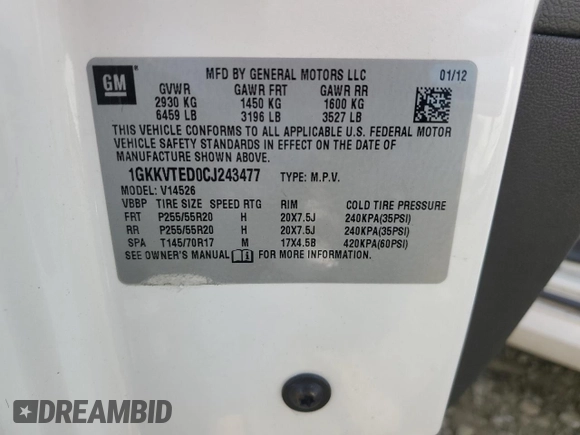 GM
MFD BY GENERAL MOTORS LLC 01/12
GVWR GAWR FRT GAWR RR
2930 KG 1450 KG 1600 KG
6459 LB 3196 LB 3527 LB
THIS VEHICLE CONFORMS TO ALL APPLICABLE U.S. FEDERAL MOTOR
VEHICLE SAFETY STANDARDS IN EFFECT ON THE DATE OF
MANUFACTURE SHOWN ABOVE.
1GKKVTED0CJ243477 TYPE: M.P.V.
MODEL: V14526
VBBP TIRE SIZE SPEED RTG RIM COLD TIRE PRESSURE
FRT P255/55R20 H 20X7.5J 240KPA(35PSI)
RR P255/55R20 H 20X7.5J 240KPA(35PSI)
SPA T145/70R17 M 17X4.5B 420KPA(60PSI)
SEE OWNER'S MANUAL FOR MORE INFORMATION.
DREAMBID